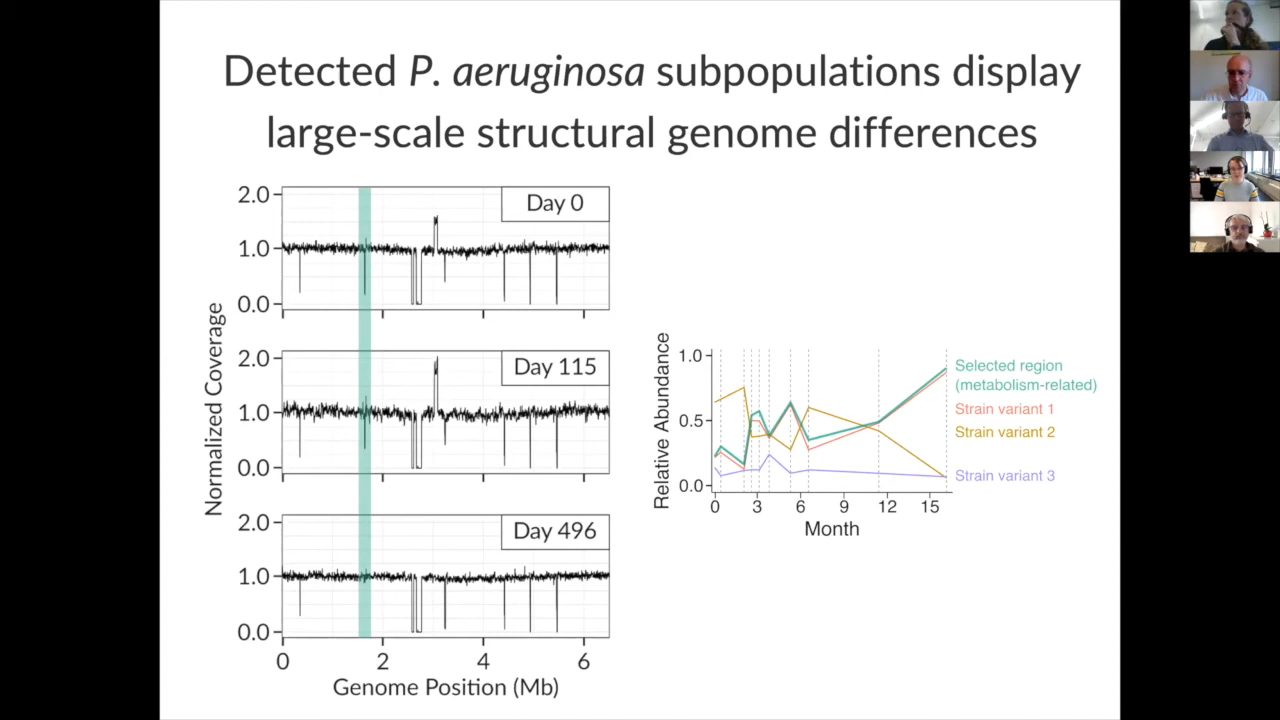 Detected P. aeruginosa subpopulations display
large-scale structural genome differences
Normalized Coverage
2.0
1.0
0.0
Day 0
2.0
1.0
0.0
Day 115
2.0
1.0
0.0
Day 496
0 2 4 6
Genome Position (Mb)
Relative Abundance
1.0
0.5
0.0
0 3 6 9 12 15
Month
Selected region
(metabolism-related)
Strain variant 1
Strain variant 2
Strain variant 3